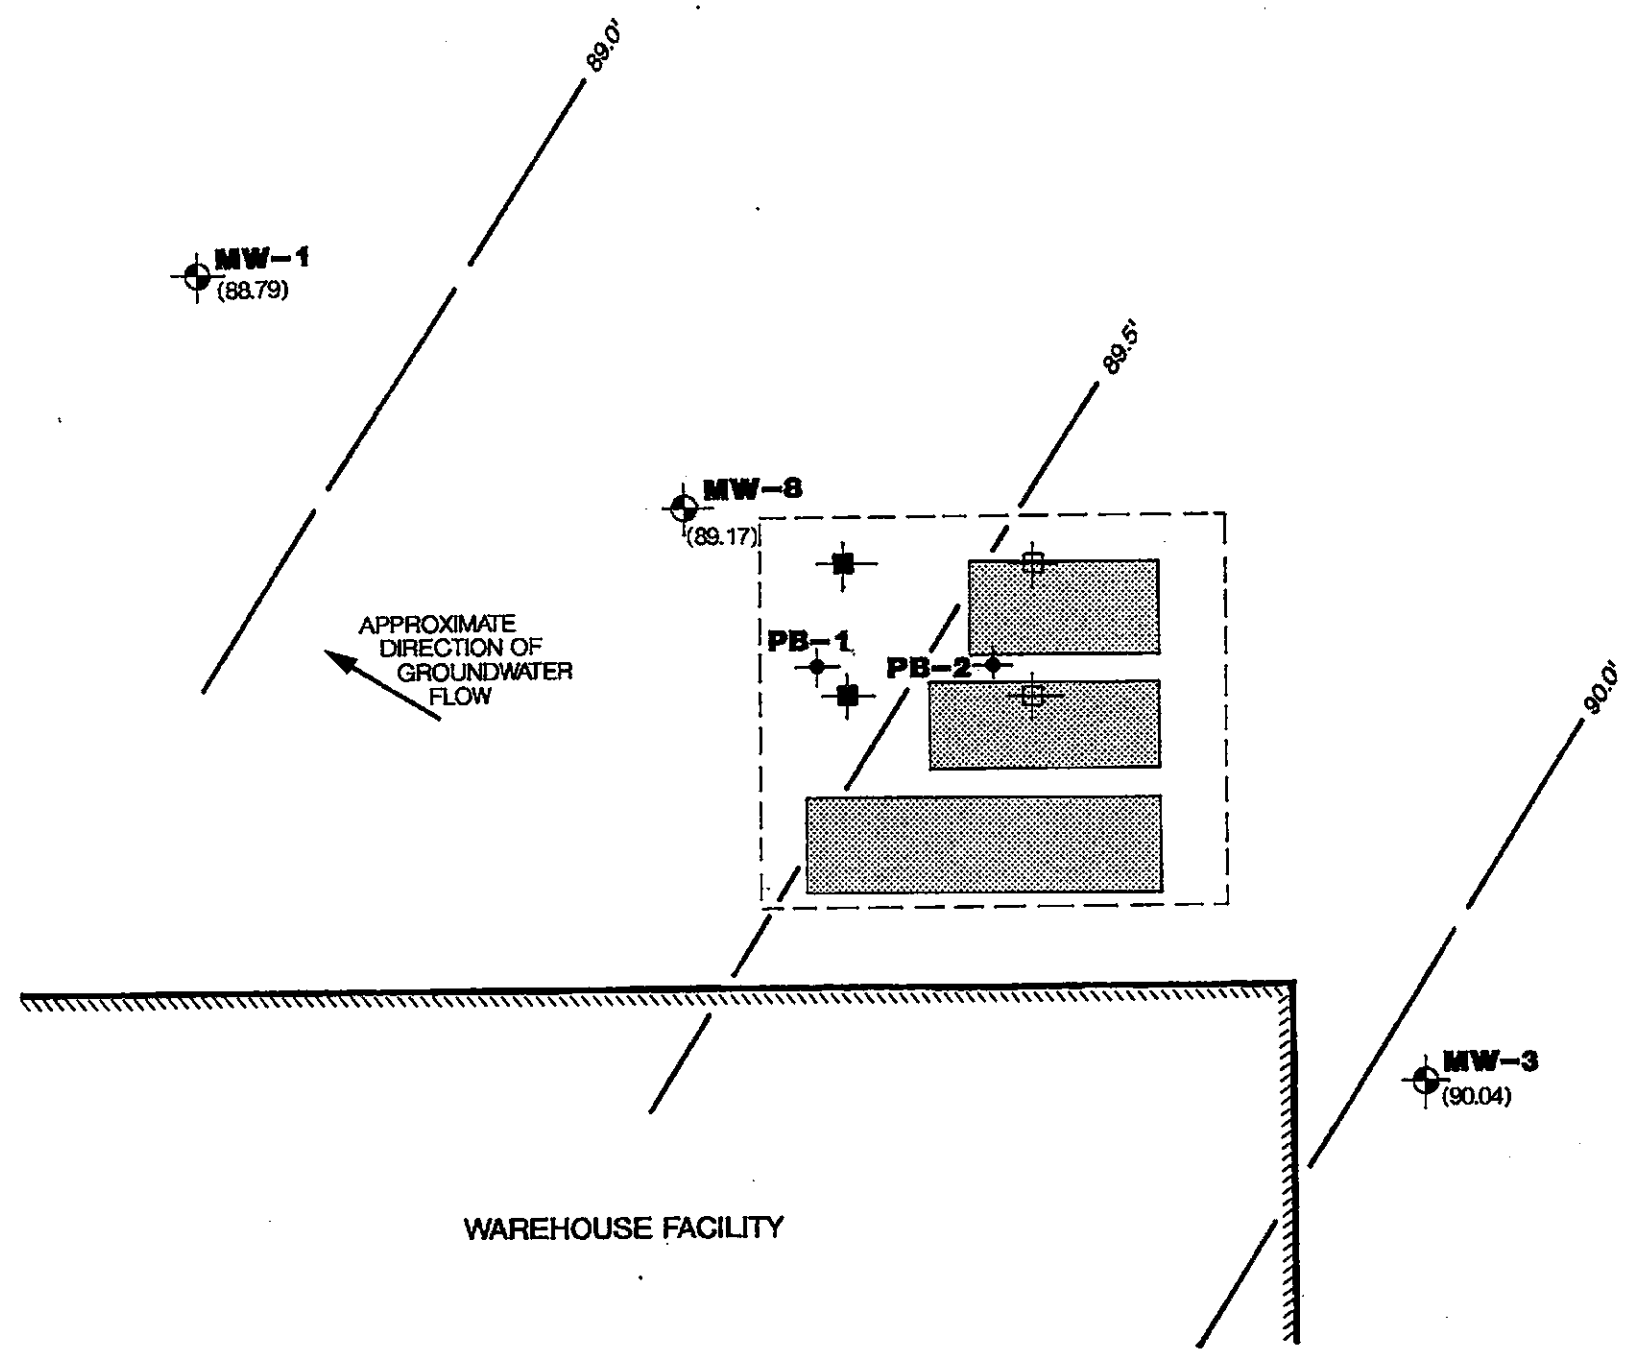 89.0'
MW-1
(88.79)
89.5'
MW-8
(89.17)
APPROXIMATE
DIRECTION OF
GROUNDWATER
FLOW
PB-1
PB-2
90.0'
MW-3
(90.04)
WAREHOUSE FACILITY